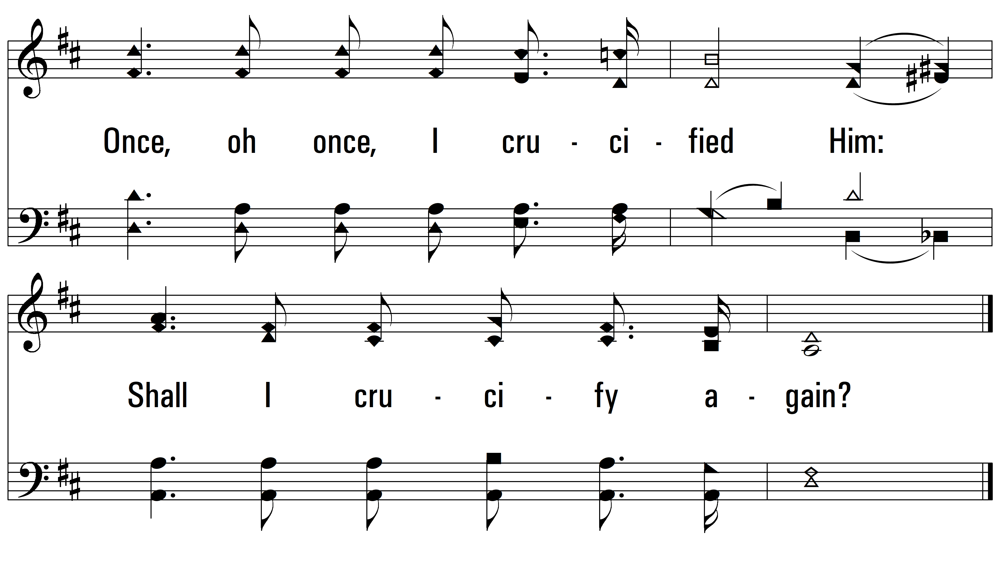 Once, oh once, I cru - ci - fied Him:
Shall I cru - ci - fy a - gain?